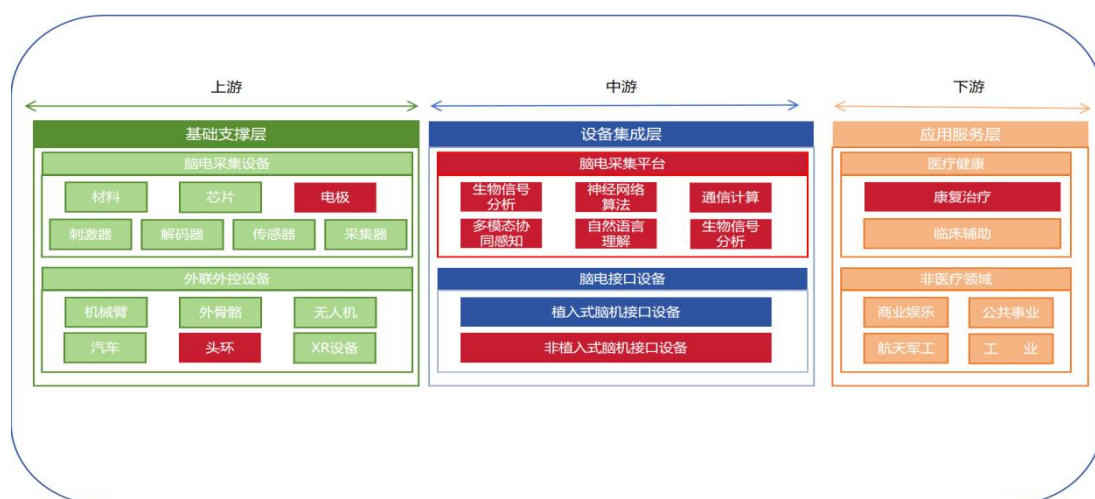 上游
中游
下游
基础支撑层
设备集成层
应用服务层
脑电采集设备
材料
芯片
电极
刺激器
解码器
传感器
采集器
外联外控设备
机械臂
外骨骼
无人机
汽车
头环
XR设备
脑电采集平台
生物信号
分析
神经网络
算法
通信计算
多模态协
同感知
自然语言
理解
生物信号
分析
脑电接口设备
植入式脑机接口设备
非植入式脑机接口设备
医疗健康
康复治疗
临床辅助
非医疗领域
商业娱乐
公共事业
航天军工
工 业